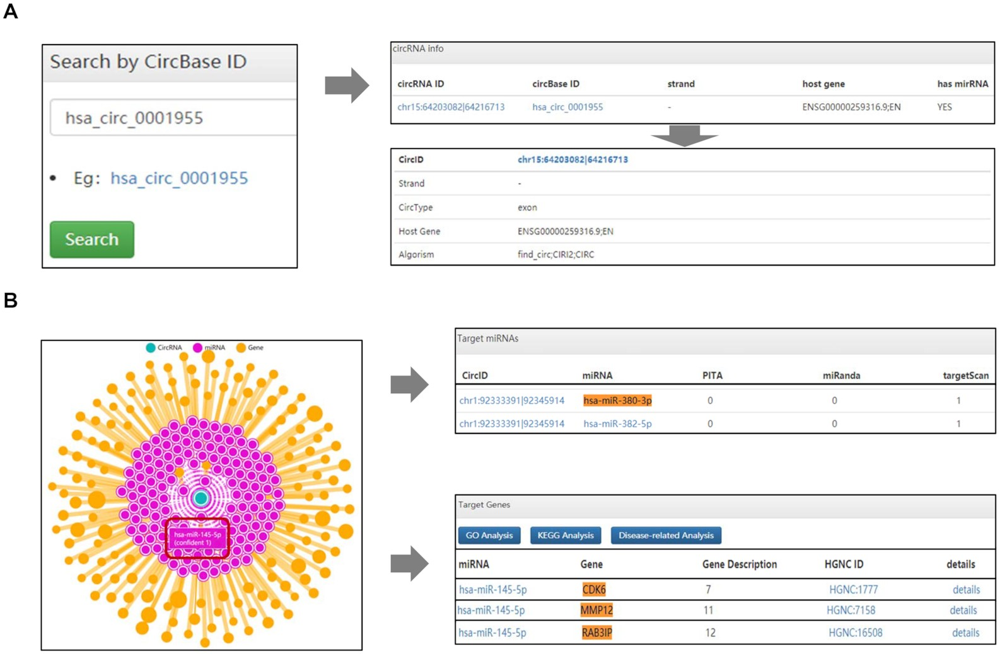 A
Search by CircBase ID
hsa_circ_0001955
• Eg: hsa_circ_0001955
Search
circRNA info
circRNA ID circBase ID strand host gene has mirRNA
chr15:64203082|64216713 hsa_circ_0001955 - ENSG00000259316.9;EN YES
CircID chr15:64203082|64216713
Strand -
CircType exon
Host Gene ENSG00000259316.9;EN
Algorism find_circ;CIRI2;CIRC
B
CircRNA miRNA Gene
hsa-miR-145-5p
(confident 1)
Target miRNAs
CircID miRNA PITA miRanda targetScan
chr1:92333391|92345914 hsa-miR-380-3p 0 0 1
chr1:92333391|92345914 hsa-miR-382-5p 0 0 1
Target Genes
GO Analysis KEGG Analysis Disease-related Analysis
miRNA Gene Gene Description HGNC ID details
hsa-miR-145-5p CDK6 7 HGNC:1777 details
hsa-miR-145-5p MMP12 11 HGNC:7158 details
hsa-miR-145-5p RAB3IP 12 HGNC:16508 details